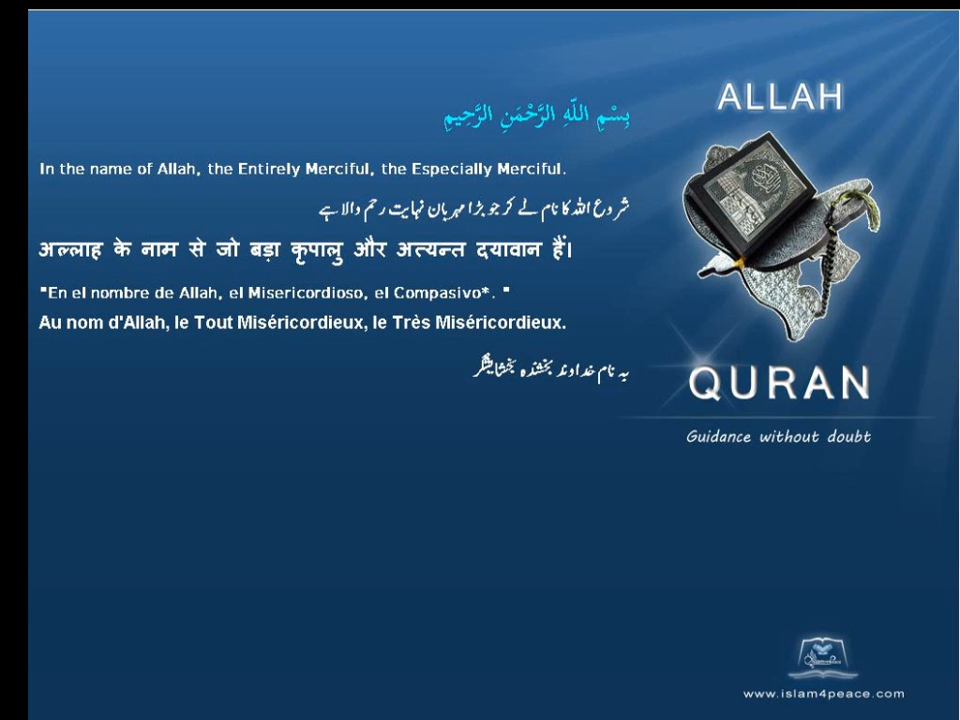 بِسْمِ اللَّهِ الرَّحْمَنِ الرَّحِيمِ
In the name of Allah, the Entirely Merciful, the Especially Merciful.
شروع اللہ کا نام لے کر جو بڑا مہربان نہایت رحم والا ہے
अल्लाह के नाम से जो बड़ा कृपालु और अत्यन्त दयावान हैं।
"En el nombre de Allah, el Misericordioso, el Compasivo*. "
Au nom d'Allah, le Tout Miséricordieux, le Très Miséricordieux.
به نام خداوند بخشنده بخشایشگر
ALLAH
QURAN
Guidance without doubt
www.islam4peace.com